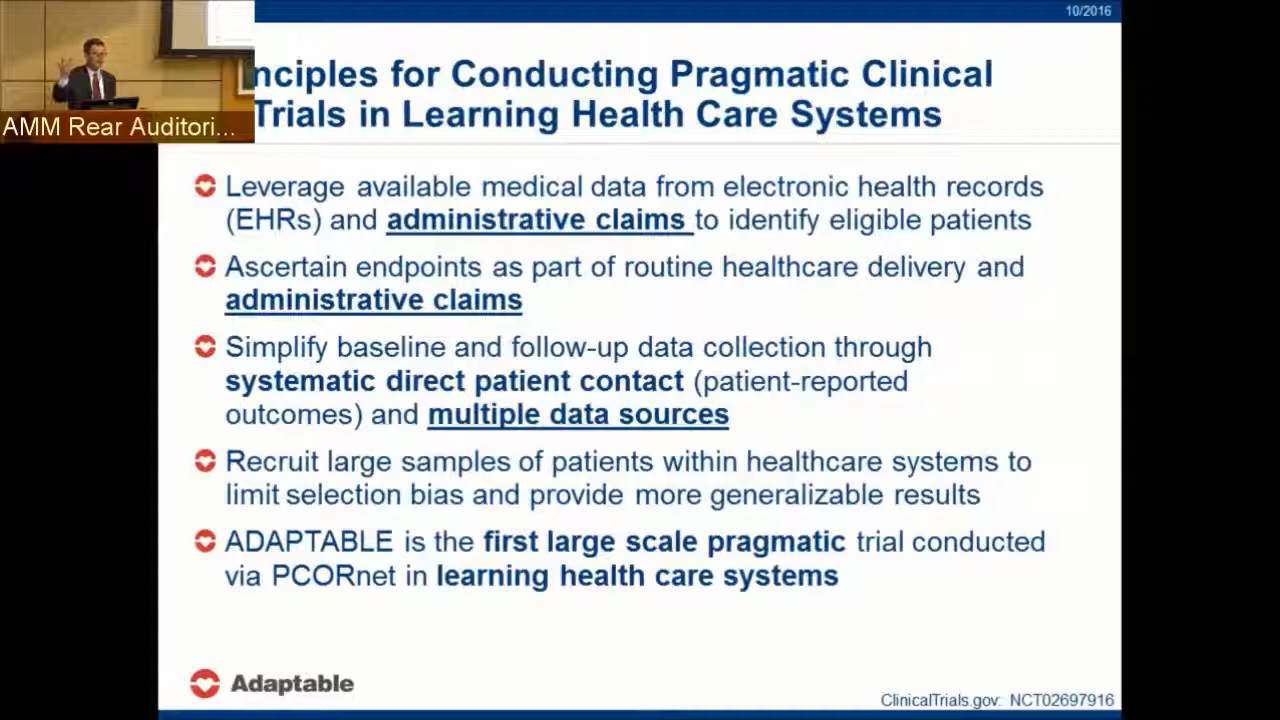 10/2016
nciples for Conducting Pragmatic Clinical
Trials in Learning Health Care Systems
AMM Rear Auditori...
Leverage available medical data from electronic health records
(EHRs) and administrative claims to identify eligible patients
Ascertain endpoints as part of routine healthcare delivery and
administrative claims
Simplify baseline and follow-up data collection through
systematic direct patient contact (patient-reported
outcomes) and multiple data sources
Recruit large samples of patients within healthcare systems to
limit selection bias and provide more generalizable results
ADAPTABLE is the first large scale pragmatic trial conducted
via PCORnet in learning health care systems
Adaptable
ClinicalTrials.gov: NCT02697916